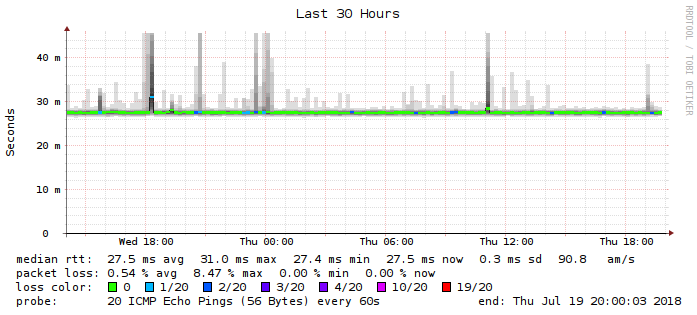 Last 30 Hours
RRDTOOL / TOBI OETIKER
Seconds
40 m
30 m
20 m
10 m
0
Wed 18:00 Thu 00:00 Thu 06:00 Thu 12:00 Thu 18:00
median rtt: 27.5 ms avg 31.0 ms max 27.4 ms min 27.5 ms now 0.3 ms sd 90.8 am/s
packet loss: 0.54 % avg 8.47 % max 0.00 % min 0.00 % now
loss color: 0 1/20 2/20 3/20 4/20 10/20 19/20
probe: 20 ICMP Echo Pings (56 Bytes) every 60s end: Thu Jul 19 20:00:03 2018